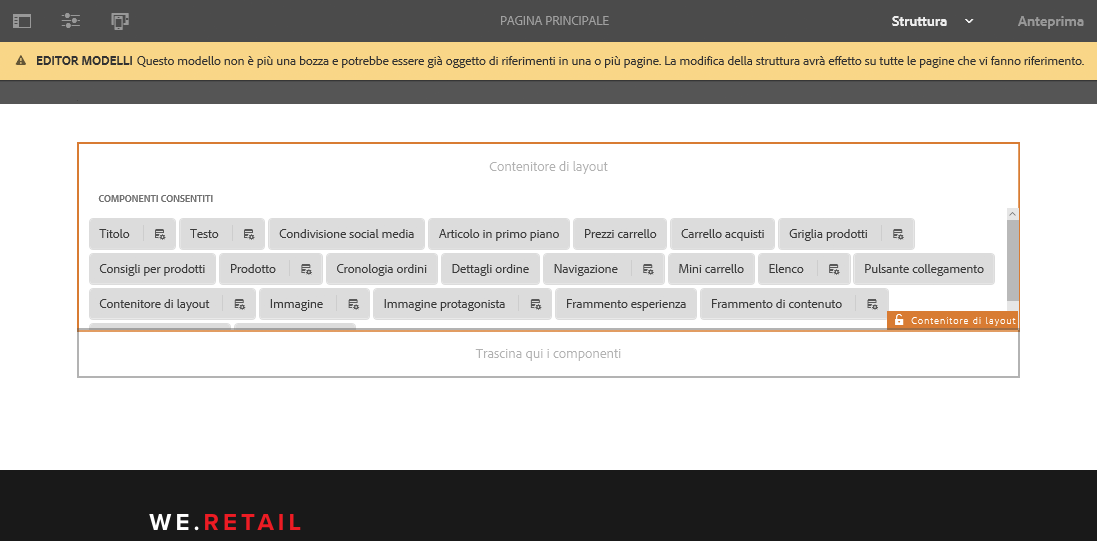 PAGINA PRINCIPALE Struttura Anteprima
EDITOR MODELLI Questo modello non è più una bozza e potrebbe essere già oggetto di riferimenti in una o più pagine. La modifica della struttura avrà effetto su tutte le pagine che vi fanno riferimento.
Contenitore di layout
COMPONENTI CONSENTITI
Titolo Testo Condivisione social media Articolo in primo piano Prezzi carrello Carrello acquisti Griglia prodotti
Consigli per prodotti Prodotto Cronologia ordini Dettagli ordine Navigazione Mini carrello Elenco Pulsante collegamento
Contenitore di layout Immagine Immagine protagonista Frammento esperienza Frammento di contenuto
Contenitore di layout
Trascina qui i componenti
WE.RETAIL